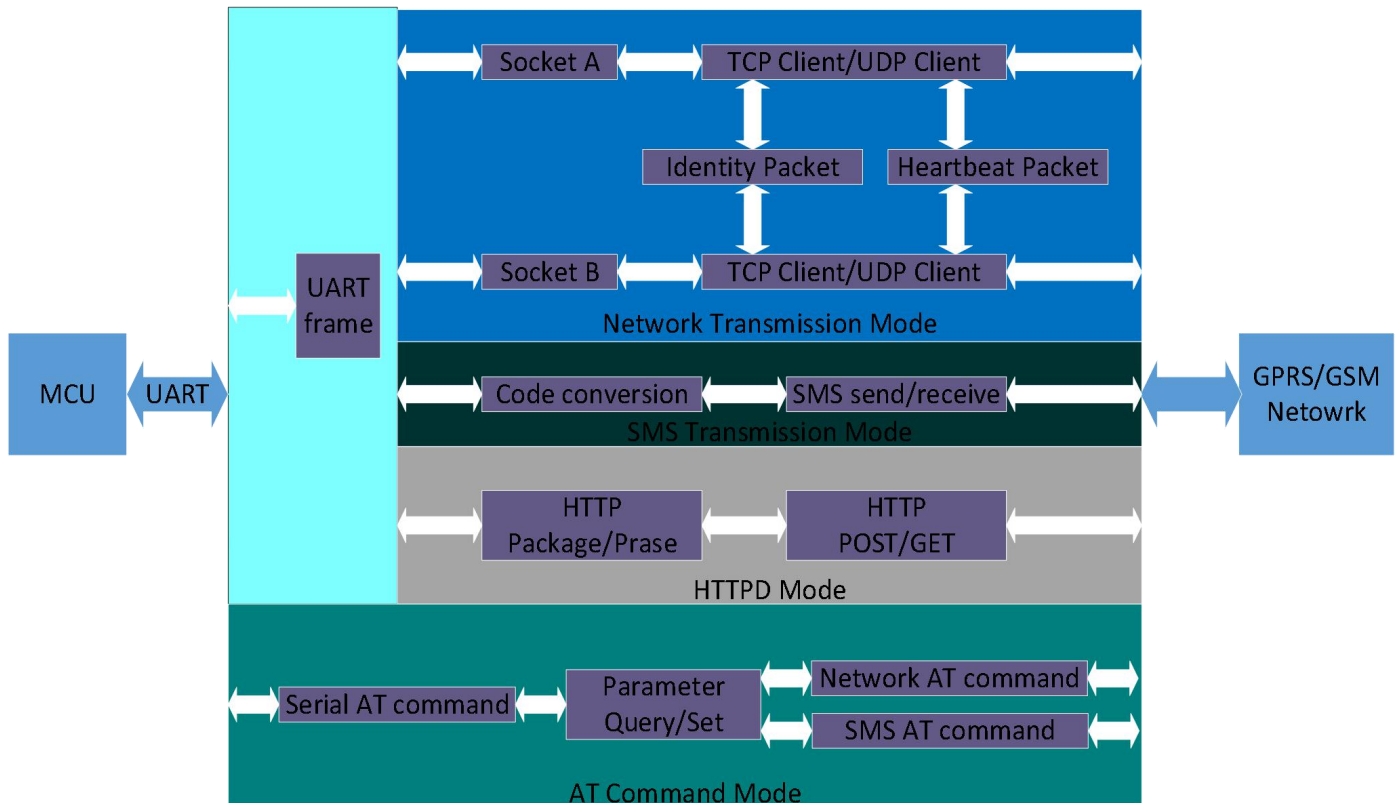 Socket A
TCP Client/UDP Client
Identity Packet
Heartbeat Packet
Socket B
TCP Client/UDP Client
UART
frame
Network Transmission Mode
MCU
UART
Code conversion
SMS send/receive
SMS Transmission Mode
GPRS/GSM
Netowrk
HTTP
Package/Prase
HTTP
POST/GET
HTTPD Mode
Serial AT command
Parameter
Query/Set
Network AT command
SMS AT command
AT Command Mode